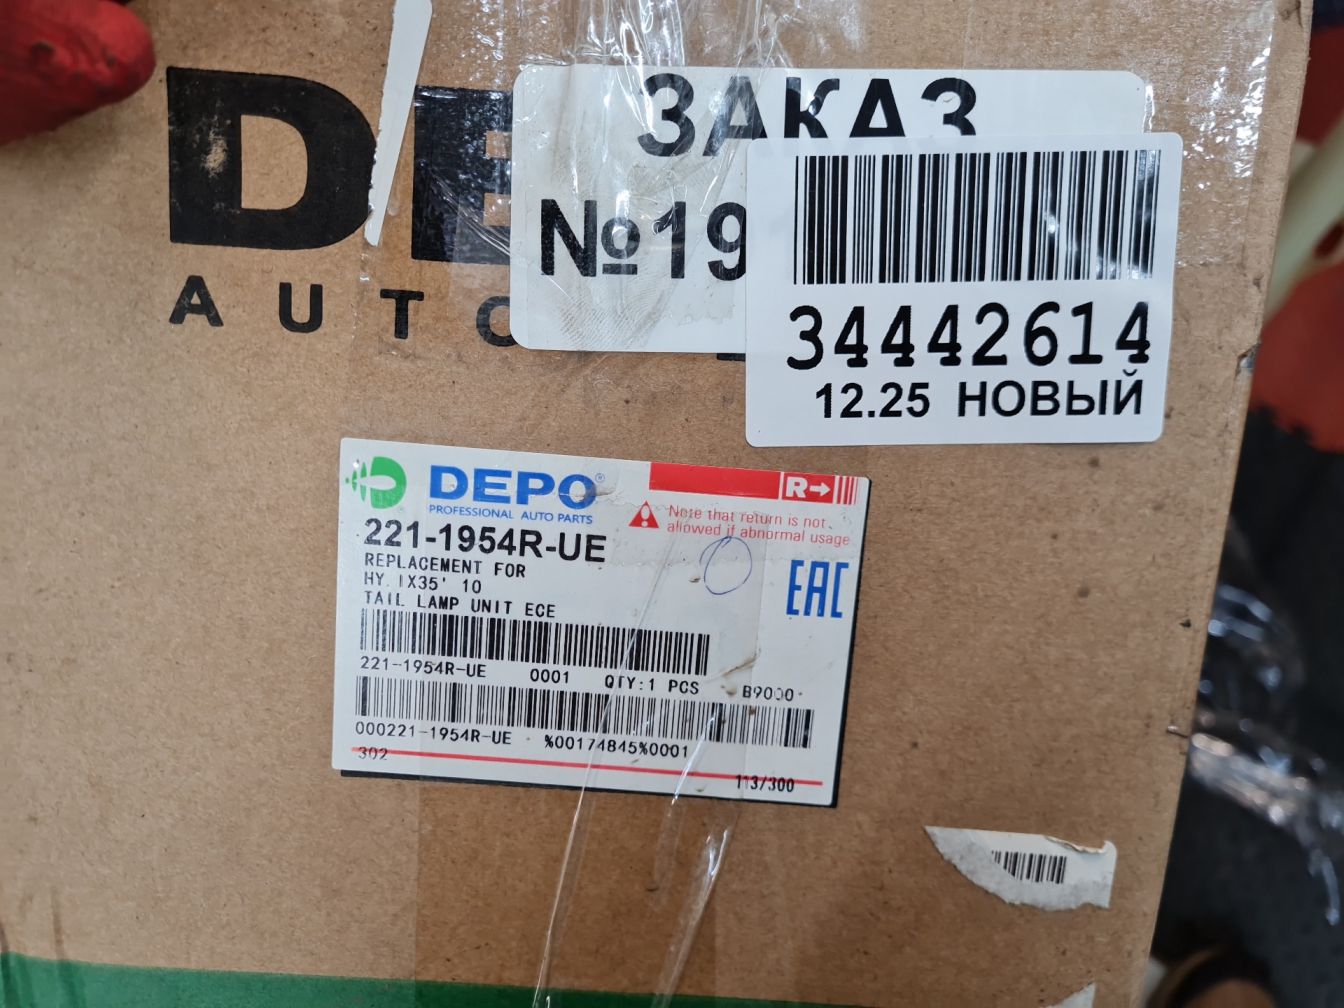 DE
AUTO
ЗАКАЗ
№19
34442614
12.25 НОВЫЙ
DEPO®
PROFESSIONAL AUTO PARTS
R→
Note that return is not
allowed if abnormal usage
221-1954R-UE
REPLACEMENT FOR
HY. IX35' 10
TAIL LAMP UNIT ECE
EAC
221-1954R-UE 0001 QTY:1 PCS B9000
000221-1954R-UE %00174845%0001
302
113/300